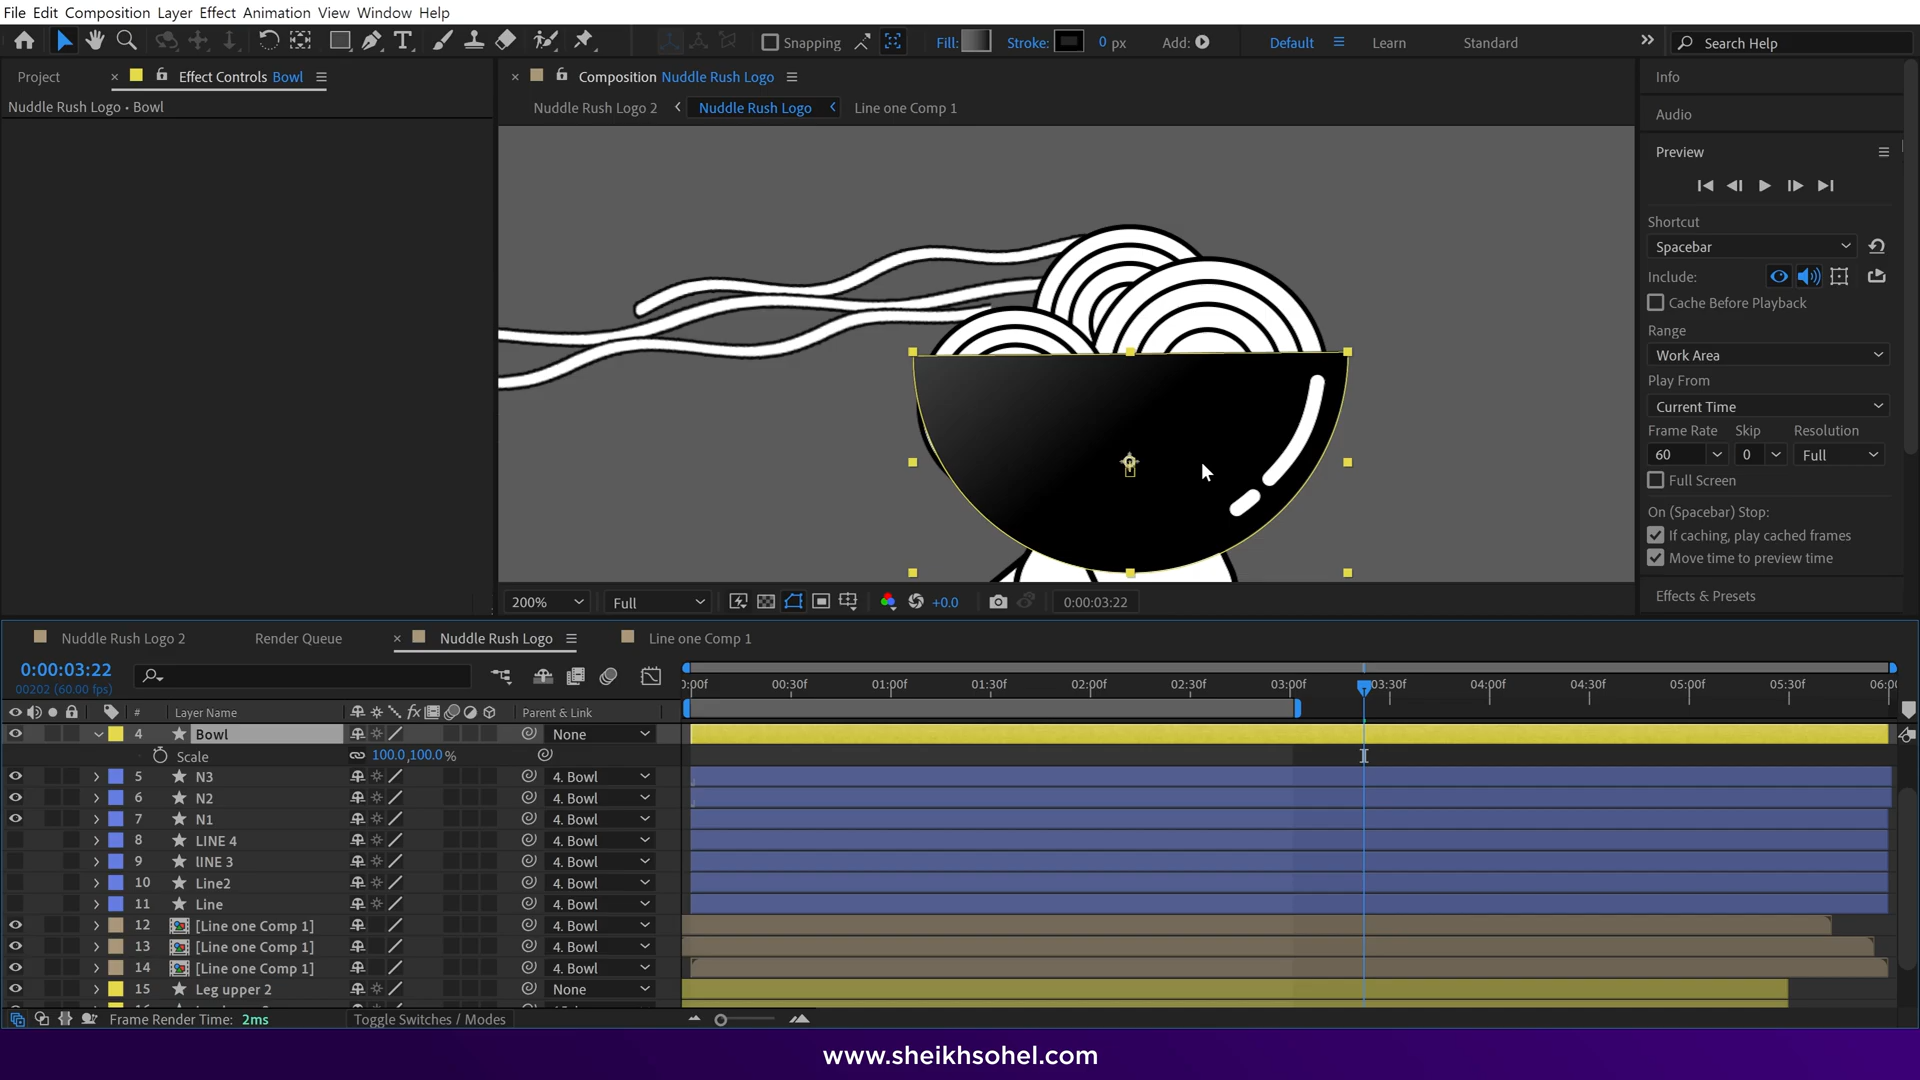 File Edit Composition Layer Effect Animation View Window Help
Snapping Fill: Stroke: 0 px Add: Default Learn Standard Search Help
Project Effect Controls Bowl
Nuddle Rush Logo • Bowl
Composition Nuddle Rush Logo
Nuddle Rush Logo 2 Nuddle Rush Logo Line one Comp 1
200% Full +0.0 0:00:03:22
Info
Audio
Preview
Shortcut
Spacebar
Include:
Cache Before Playback
Range
Work Area
Play From
Current Time
Frame Rate Skip Resolution
60 0 Full
Full Screen
On (Spacebar) Stop:
If caching, play cached frames
Move time to preview time
Effects & Presets
Nuddle Rush Logo 2 Render Queue Nuddle Rush Logo Line one Comp 1
0:00:03:22
00202 (60.00 fps)
0:00f 00:30f 01:00f 01:30f 02:00f 02:30f 03:00f 03:30f 04:00f 04:30f 05:00f 05:30f 06:00
# Layer Name fx Parent & Link
4 Bowl None
Scale 100.0,100.0 %
5 N3 4. Bowl
6 N2 4. Bowl
7 N1 4. Bowl
8 LINE 4 4. Bowl
9 lINE 3 4. Bowl
10 Line2 4. Bowl
11 Line 4. Bowl
12 [Line one Comp 1] 4. Bowl
13 [Line one Comp 1] 4. Bowl
14 [Line one Comp 1] 4. Bowl
15 Leg upper 2 None
Frame Render Time: 2ms Toggle Switches / Modes
www.sheikhsohel.com